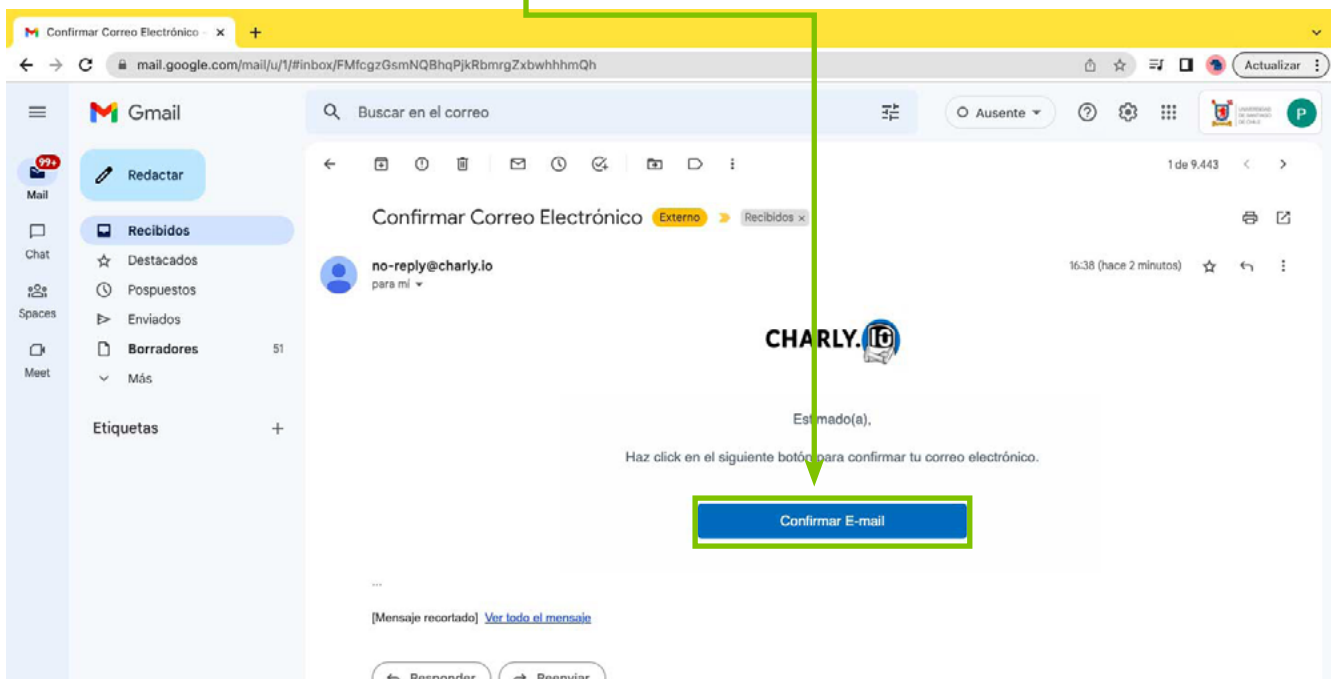 Confirmar Correo Electrónico -
mail.google.com/mail/u/1/#inbox/FMfcgzGsmNQBhqPjkRbmrgZxbwhhhmQh
Actualizar
Gmail
Buscar en el correo
Ausente
P
99+
Mail
Redactar
1 de 9.443
Confirmar Correo Electrónico Externo Recibidos x
Recibidos
Chat
Destacados
no-reply@charly.io
16:38 (hace 2 minutos)
para mí
Pospuestos
Spaces
Enviados
CHARLY.
Borradores 51
Meet
Más
Estimado(a),
Etiquetas
Haz click en el siguiente botón para confirmar tu correo electrónico.
Confirmar E-mail
...
[Mensaje recortado] Ver todo el mensaje
Responder
Reenviar